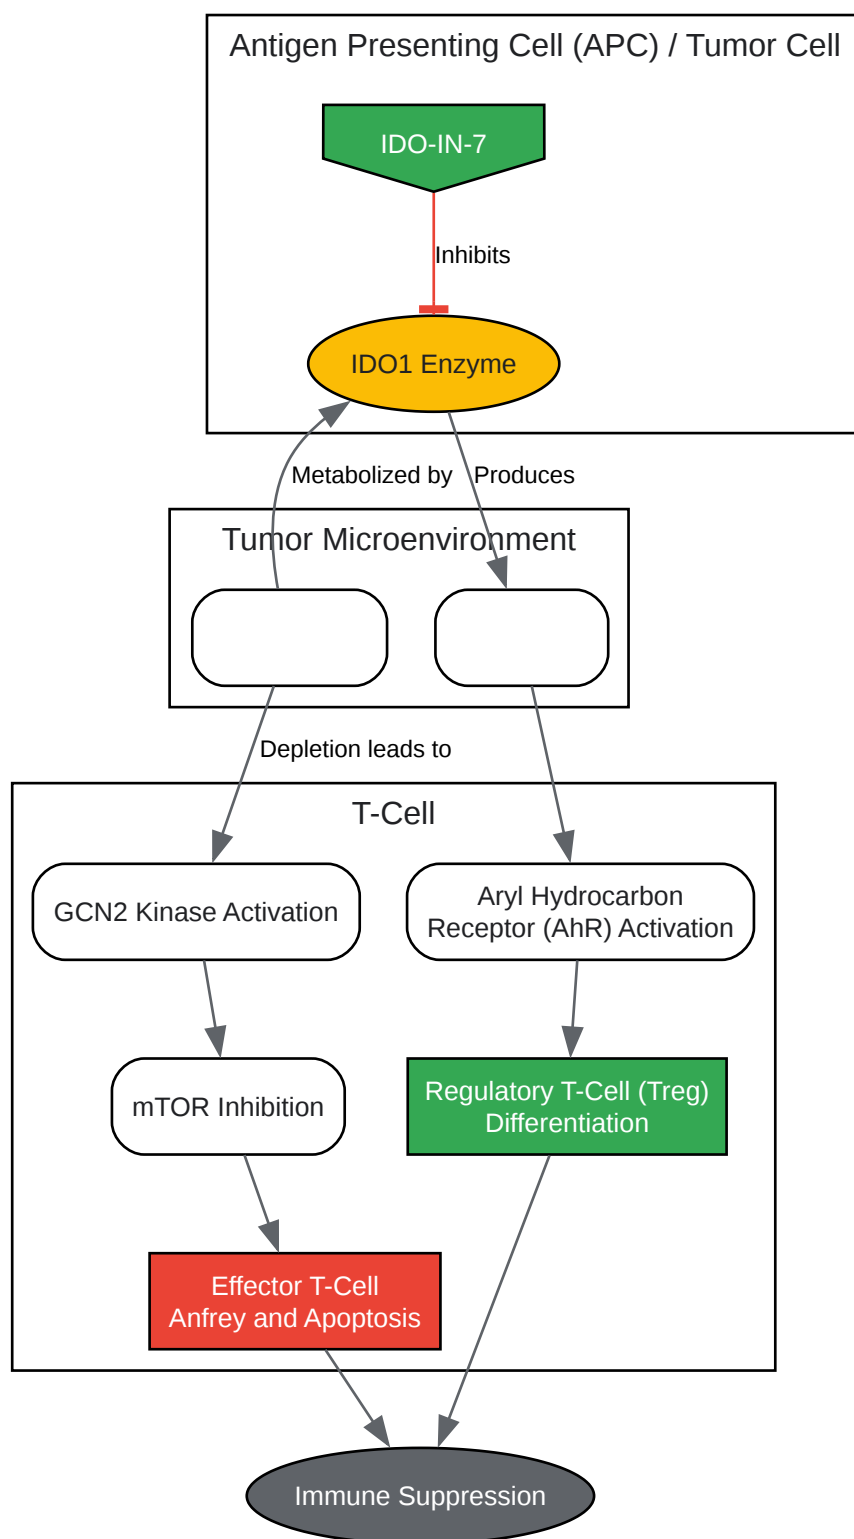 Antigen Presenting Cell (APC) / Tumor Cell
IDO-IN-7
Inhibits
IDO1 Enzyme
Metabolized by
Produces
Tumor Microenvironment
Depletion leads to
T-Cell
GCN2 Kinase Activation
Aryl Hydrocarbon
Receptor (AhR) Activation
mTOR Inhibition
Regulatory T-Cell (Treg)
Differentiation
Effector T-Cell
Anfrey and Apoptosis
Immune Suppression